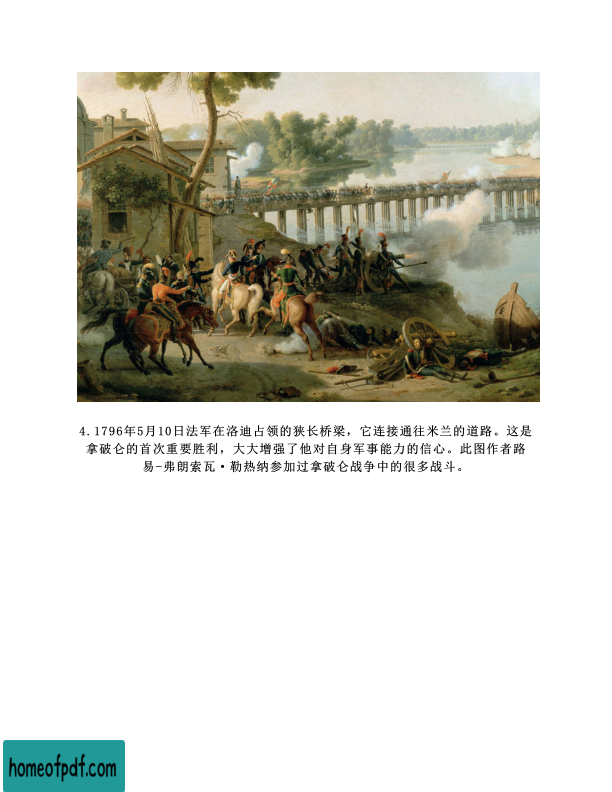 4.1796年5月10日法军在洛迪占领的狭长桥梁，它连接通往米兰的道路。这是
拿破仑的首次重要胜利，大大增强了他对自身军事能力的信心。此图作者路
易-弗朗索瓦·勒热纳参加过拿破仑战争中的很多战斗。
homeofpdf.com